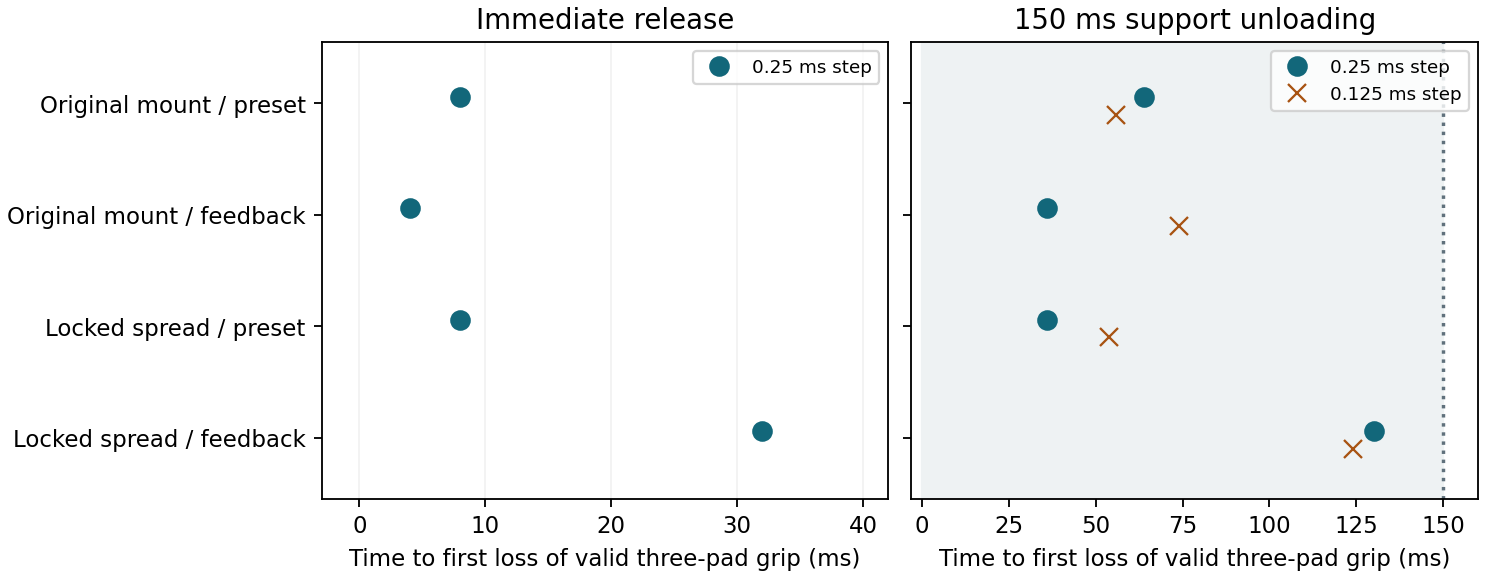 Immediate release
150 ms support unloading
0.25 ms step
0.25 ms step
0.125 ms step
Original mount / preset
Original mount / feedback
Locked spread / preset
Locked spread / feedback
0 10 20 30 40
0 25 50 75 100 125 150
Time to first loss of valid three-pad grip (ms)
Time to first loss of valid three-pad grip (ms)